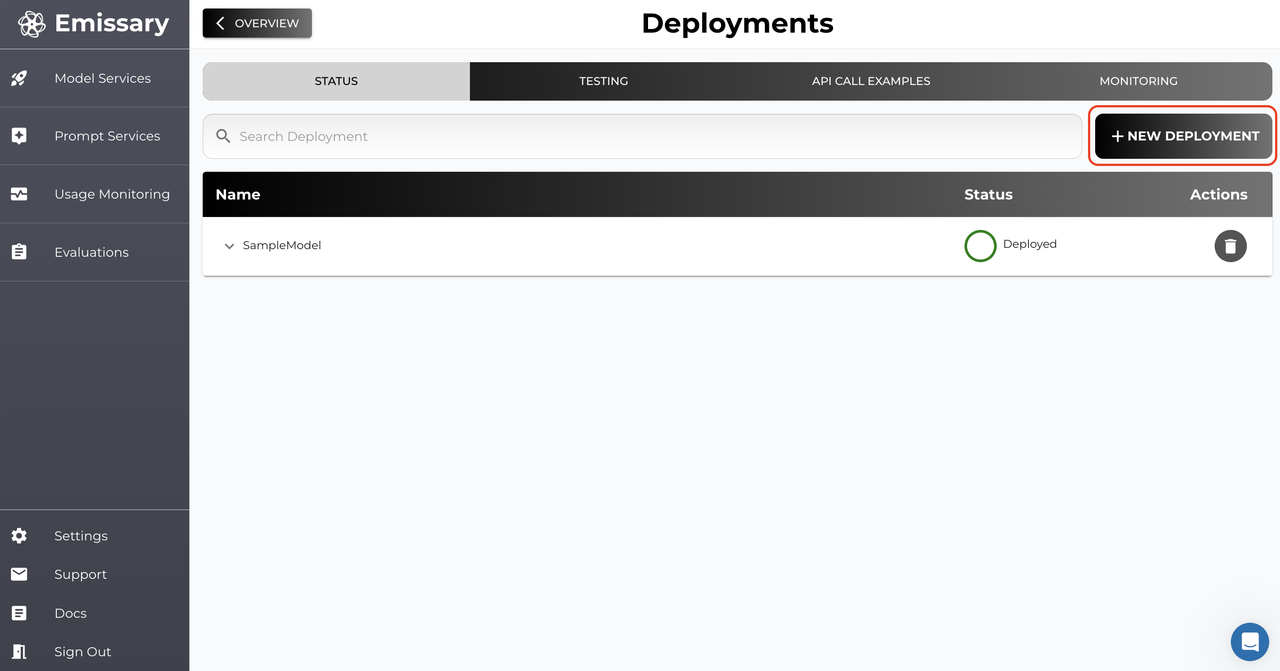 Emissary
OVERVIEW
Deployments
Model Services
Prompt Services
Usage Monitoring
Evaluations
STATUS
TESTING
API CALL EXAMPLES
MONITORING
Search Deployment
+ NEW DEPLOYMENT
Name
Status
Actions
SampleModel
Deployed
Settings
Support
Docs
Sign Out